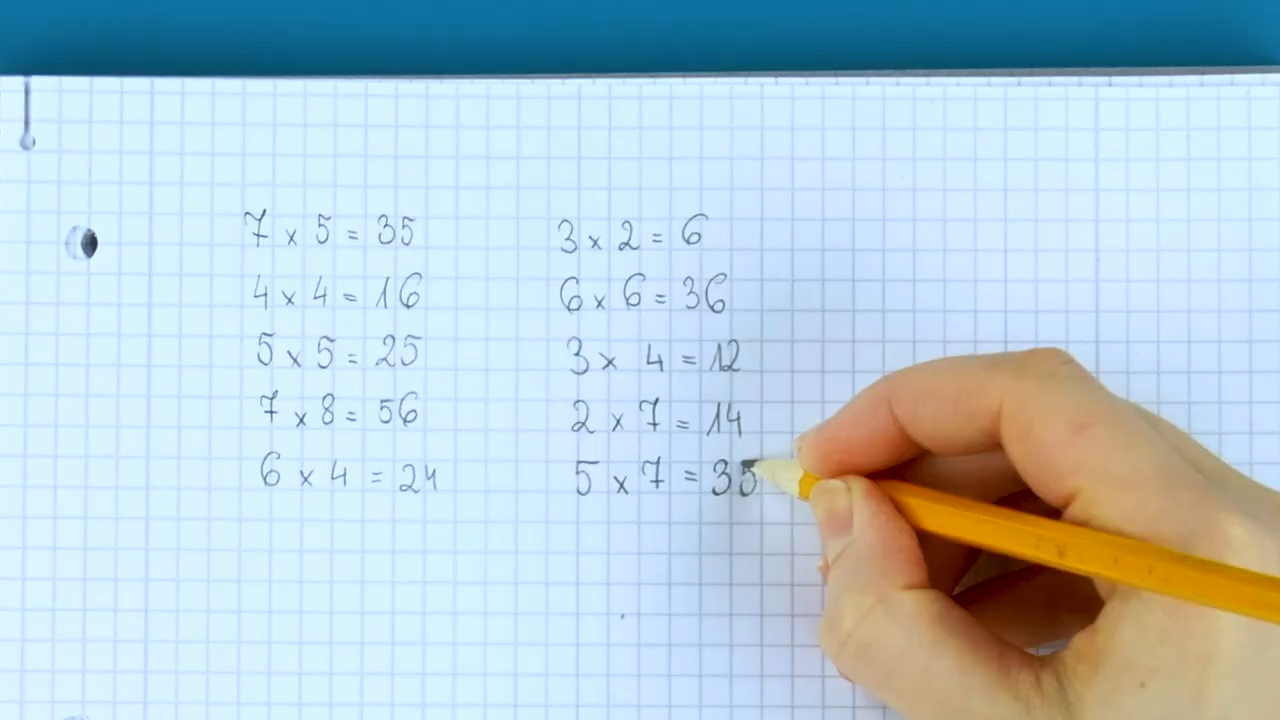 7 x 5 = 35
4 x 4 = 16
5 x 5 = 25
7 x 8 = 56
6 x 4 = 24
3 x 2 = 6
6 x 6 = 36
3 x 4 = 12
2 x 7 = 14
5 x 7 = 35